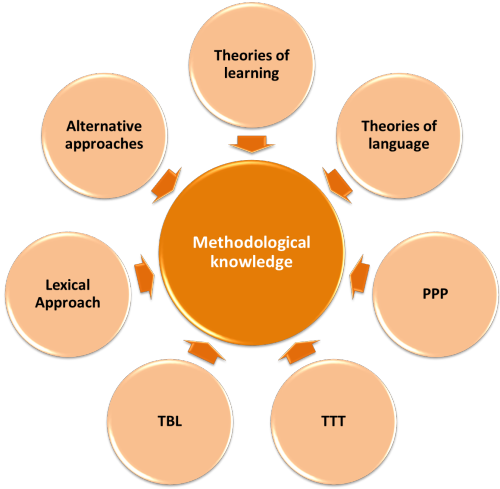 Theories of
learning
Theories of
language
PPP
TTT
TBL
Lexical
Approach
Alternative
approaches
Methodological
knowledge